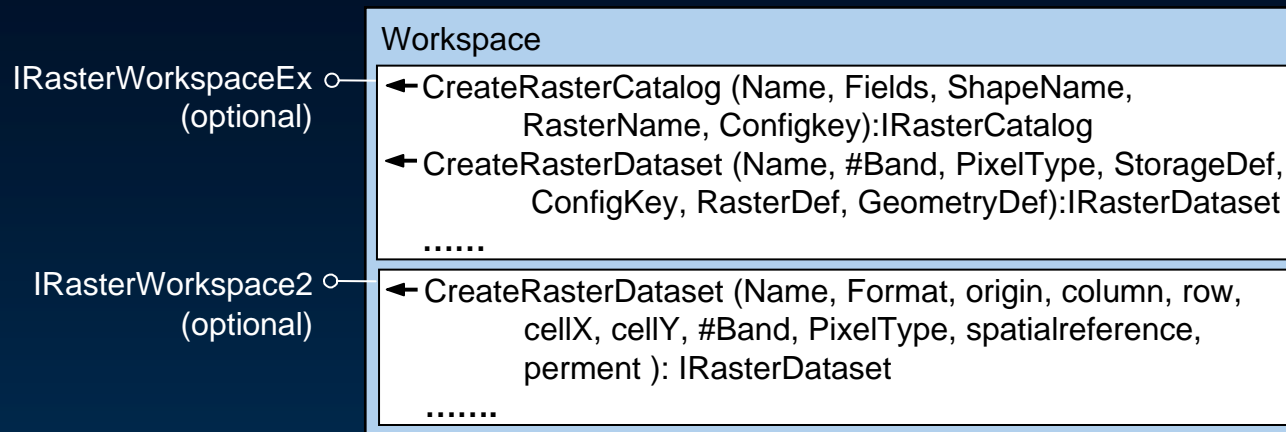 Workspace
IRasterWorkspaceEx
(optional)
CreateRasterCatalog (Name, Fields, ShapeName,
RasterName, Configkey):IRasterCatalog
CreateRasterDataset (Name, #Band, PixelType, StorageDef,
ConfigKey, RasterDef, GeometryDef):IRasterDataset
......
IRasterWorkspace2
(optional)
CreateRasterDataset (Name, Format, origin, column, row,
cellX, cellY, #Band, PixelType, spatialreference,
perment ): IRasterDataset
.......